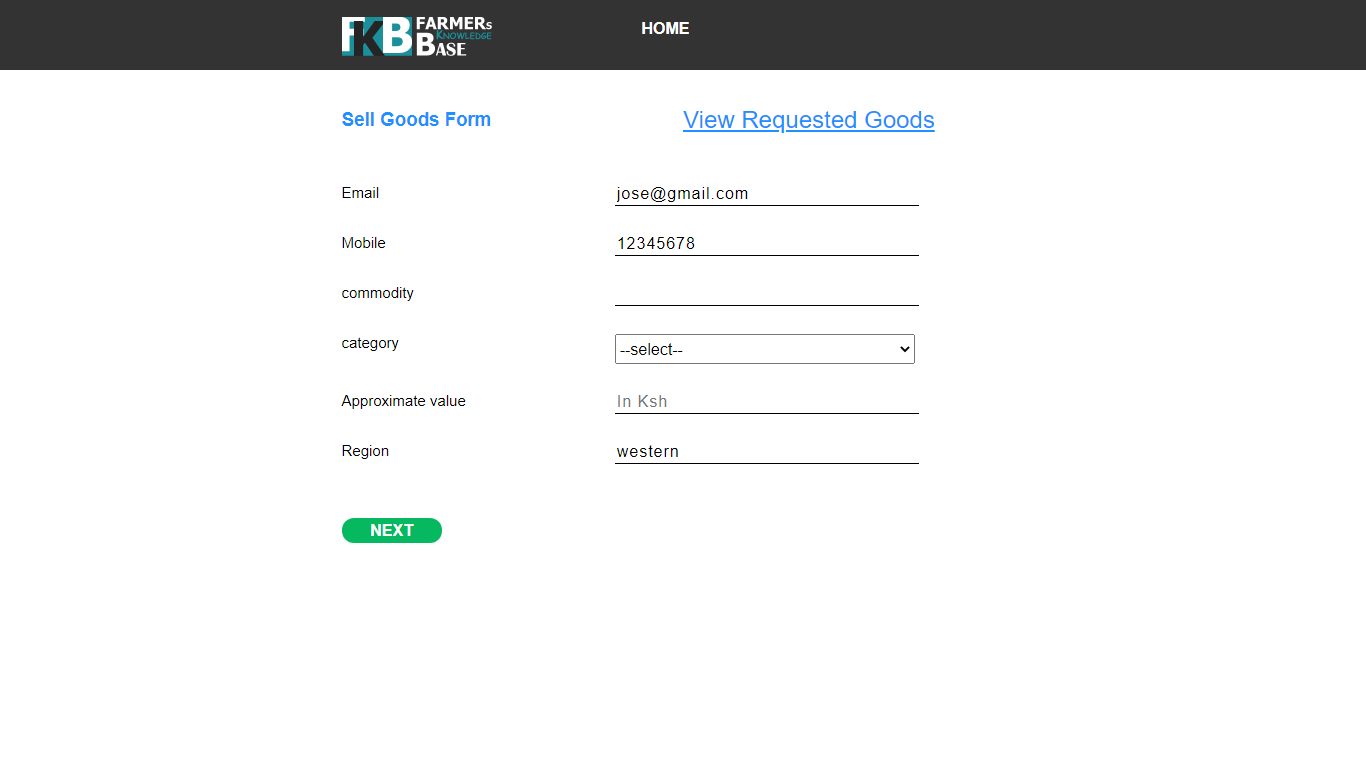 FKB FARMERs
KNOWLEDGE
BASE
HOME
Sell Goods Form
View Requested Goods
Email
jose@gmail.com
Mobile
12345678
commodity
category
--select--
Approximate value
In Ksh
Region
western
NEXT